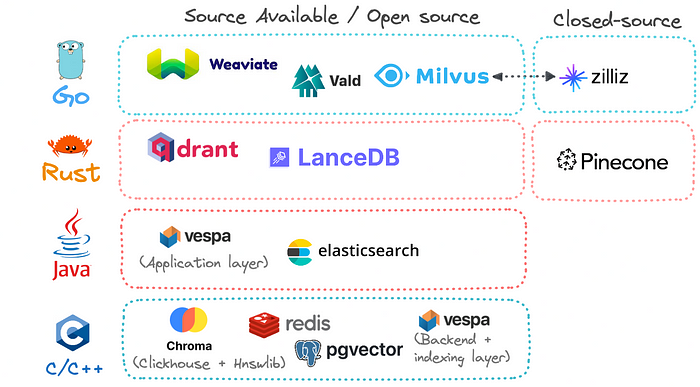 Source Available / Open source
Closed-source
Go
Weaviate
Vald
Milvus
zilliz
Rust
qdrant
LanceDB
Pinecone
Java
vespa
(Application layer)
elasticsearch
C
C/C++
Chroma
(Clickhouse + Hnswlib)
redis
pgvector
vespa
(Backend +
indexing layer)